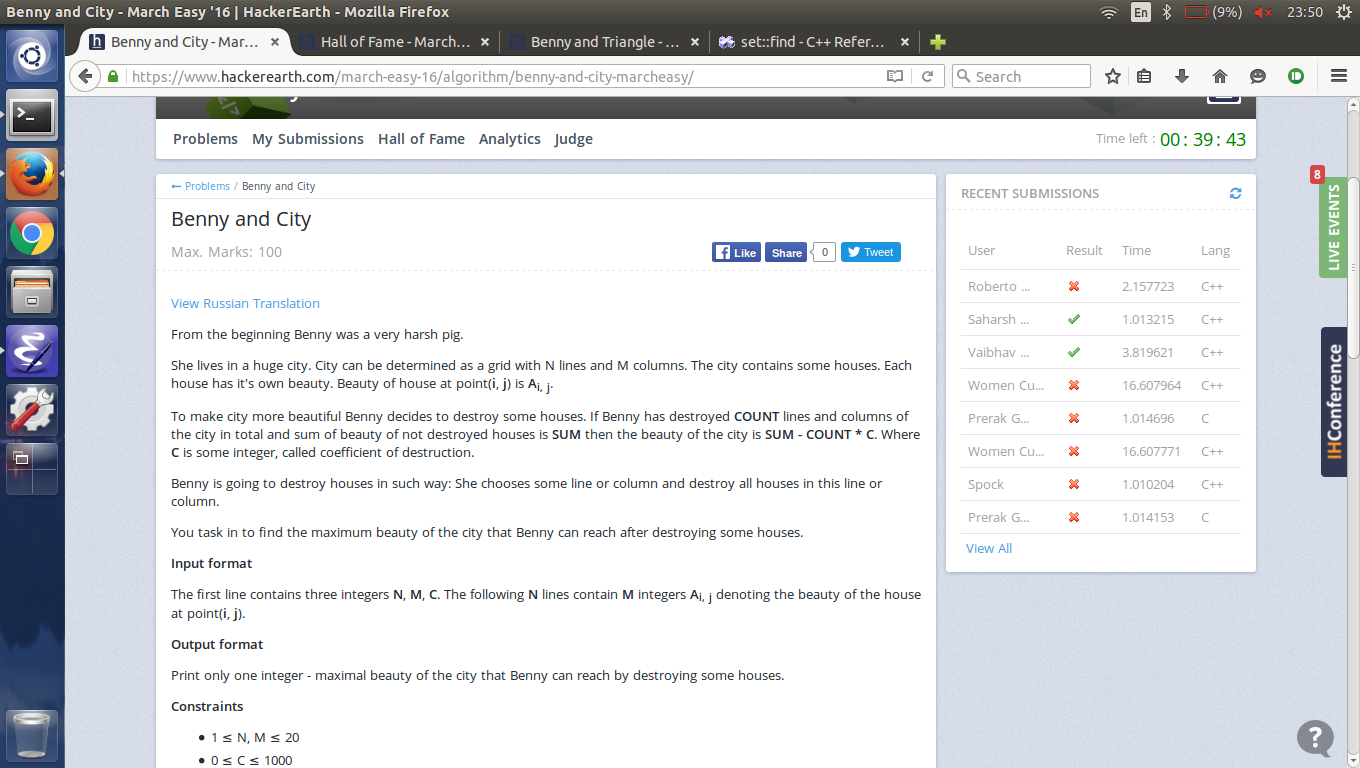 Benny and City - March Easy '16 | HackerEarth - Mozilla Firefox
En
(9%)
23:50
Benny and City - Mar...
Hall of Fame - March...
Benny and Triangle - ...
set::find - C++ Refer...
https://www.hackerearth.com/march-easy-16/algorithm/benny-and-city-marcheasy/
Search
Problems My Submissions Hall of Fame Analytics Judge
Time left : 00 : 39 : 43
← Problems / Benny and City
Benny and City
Max. Marks: 100
Like
Share
0
Tweet
View Russian Translation
From the beginning Benny was a very harsh pig.
She lives in a huge city. City can be determined as a grid with N lines and M columns. The city contains some houses. Each
house has it's own beauty. Beauty of house at point(i, j) is Ai, j.
To make city more beautiful Benny decides to destroy some houses. If Benny has destroyed COUNT lines and columns of
the city in total and sum of beauty of not destroyed houses is SUM then the beauty of the city is SUM - COUNT * C. Where
C is some integer, called coefficient of destruction.
Benny is going to destroy houses in such way: She chooses some line or column and destroy all houses in this line or
column.
You task in to find the maximum beauty of the city that Benny can reach after destroying some houses.
Input format
The first line contains three integers N, M, C. The following N lines contain M integers Ai, j denoting the beauty of the house
at point(i, j).
Output format
Print only one integer - maximal beauty of the city that Benny can reach by destroying some houses.
Constraints
• 1 ≤ N, M ≤ 20
• 0 ≤ C ≤ 1000
RECENT SUBMISSIONS
User Result Time Lang
Roberto ... 2.157723 C++
Saharsh ... 1.013215 C++
Vaibhav ... 3.819621 C++
Women Cu... 16.607964 C++
Prerak G... 1.014696 C
Women Cu... 16.607771 C++
Spock 1.010204 C++
Prerak G... 1.014153 C
View All
8
LIVE EVENTS
IHConference
?